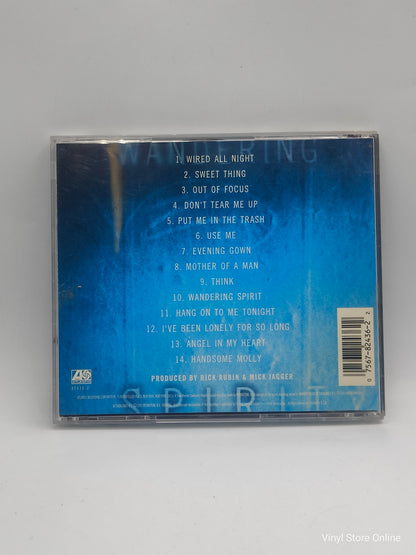 WANDERING
1. WIRED ALL NIGHT
2. SWEET THING
3. OUT OF FOCUS
4. DON'T TEAR ME UP
5. PUT ME IN THE TRASH
6. USE ME
7. EVENING GOWN
8. MOTHER OF A MAN
9. THINK
10. WANDERING SPIRIT
11. HANG ON TO ME TONIGHT
12. I'VE BEEN LONELY FOR SO LONG
13. ANGEL IN MY HEART
14. HANDSOME MOLLY
PRODUCED BY RICK RUBIN & MICK JAGGER
SPIRIT
82436-2
0 7567-82436-2 2
Vinyl Store Online